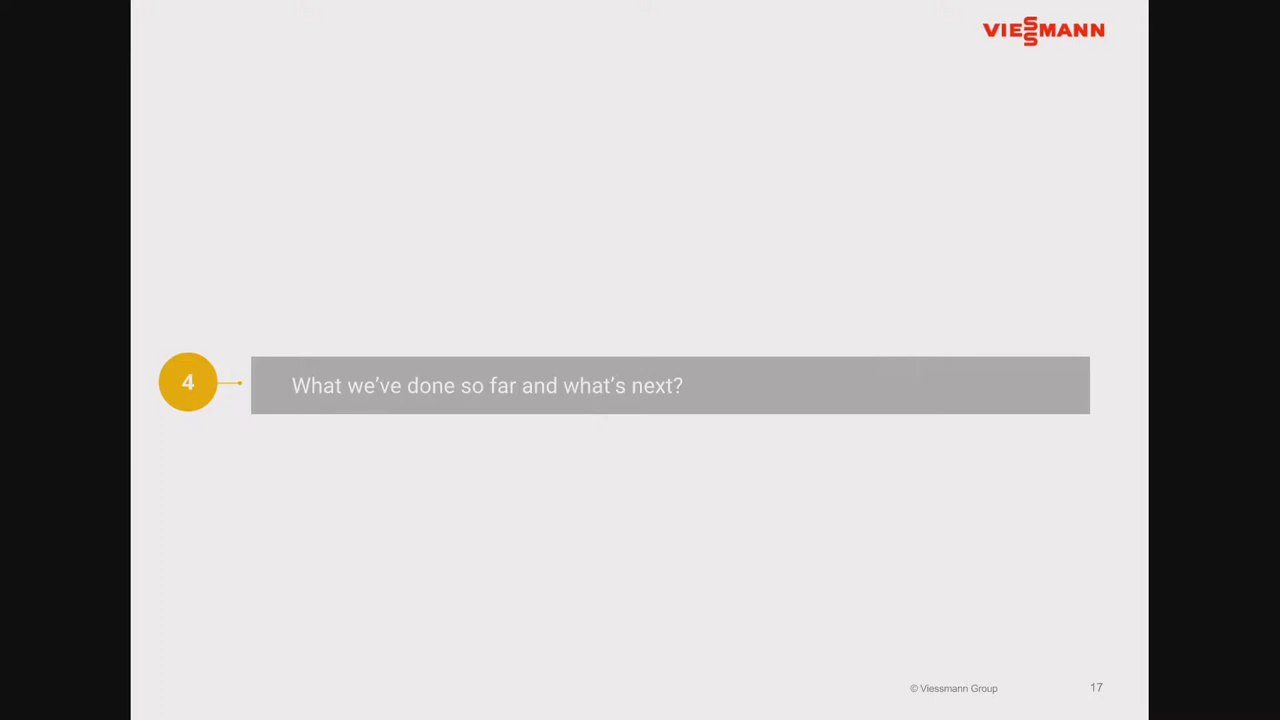 VIESSMANN
4
What we’ve done so far and what’s next?
© Viessmann Group
17